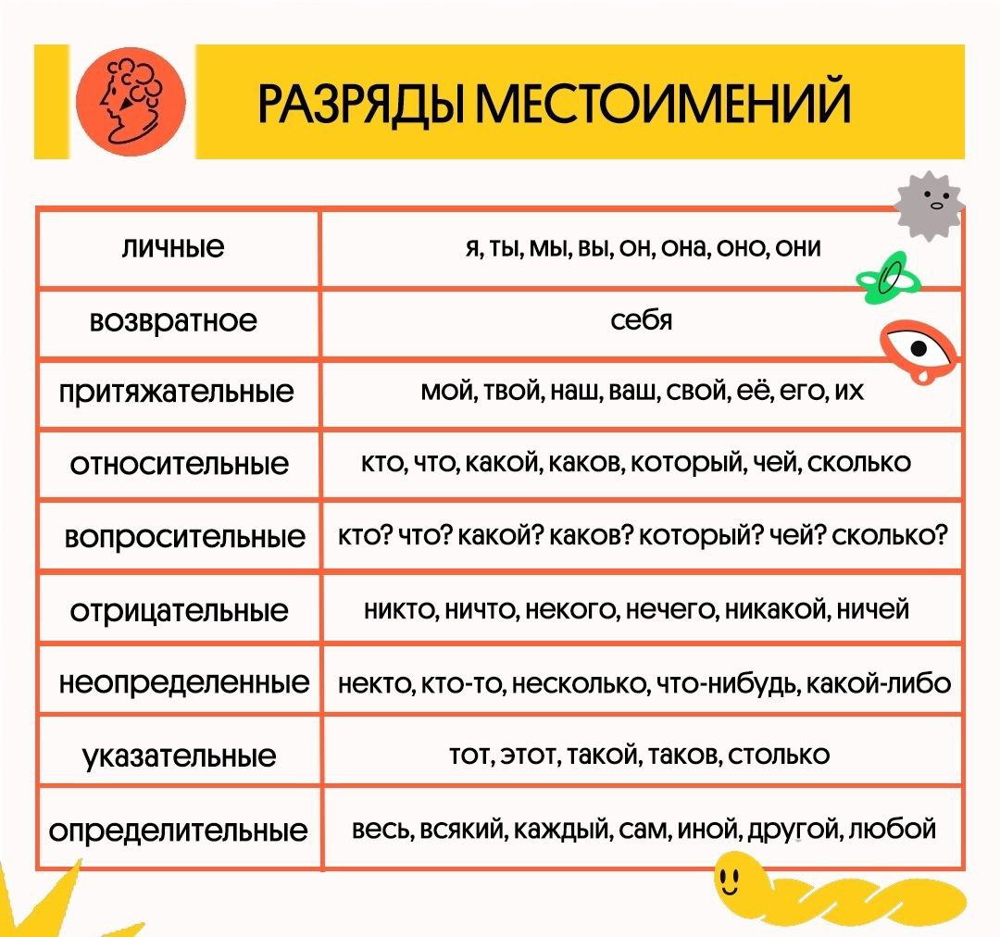 РАЗРЯДЫ МЕСТОИМЕНИЙ
личные
я, ты, мы, вы, он, она, оно, они
возвратное
себя
притяжательные
мой, твой, наш, ваш, свой, её, его, их
относительные
кто, что, какой, каков, который, чей, сколько
вопросительные
кто? что? какой? каков? который? чей? сколько?
отрицательные
никто, ничто, некого, нечего, никакой, ничей
неопределенные
некто, кто-то, несколько, что-нибудь, какой-либо
указательные
тот, этот, такой, таков, столько
определительные
весь, всякий, каждый, сам, иной, другой, любой